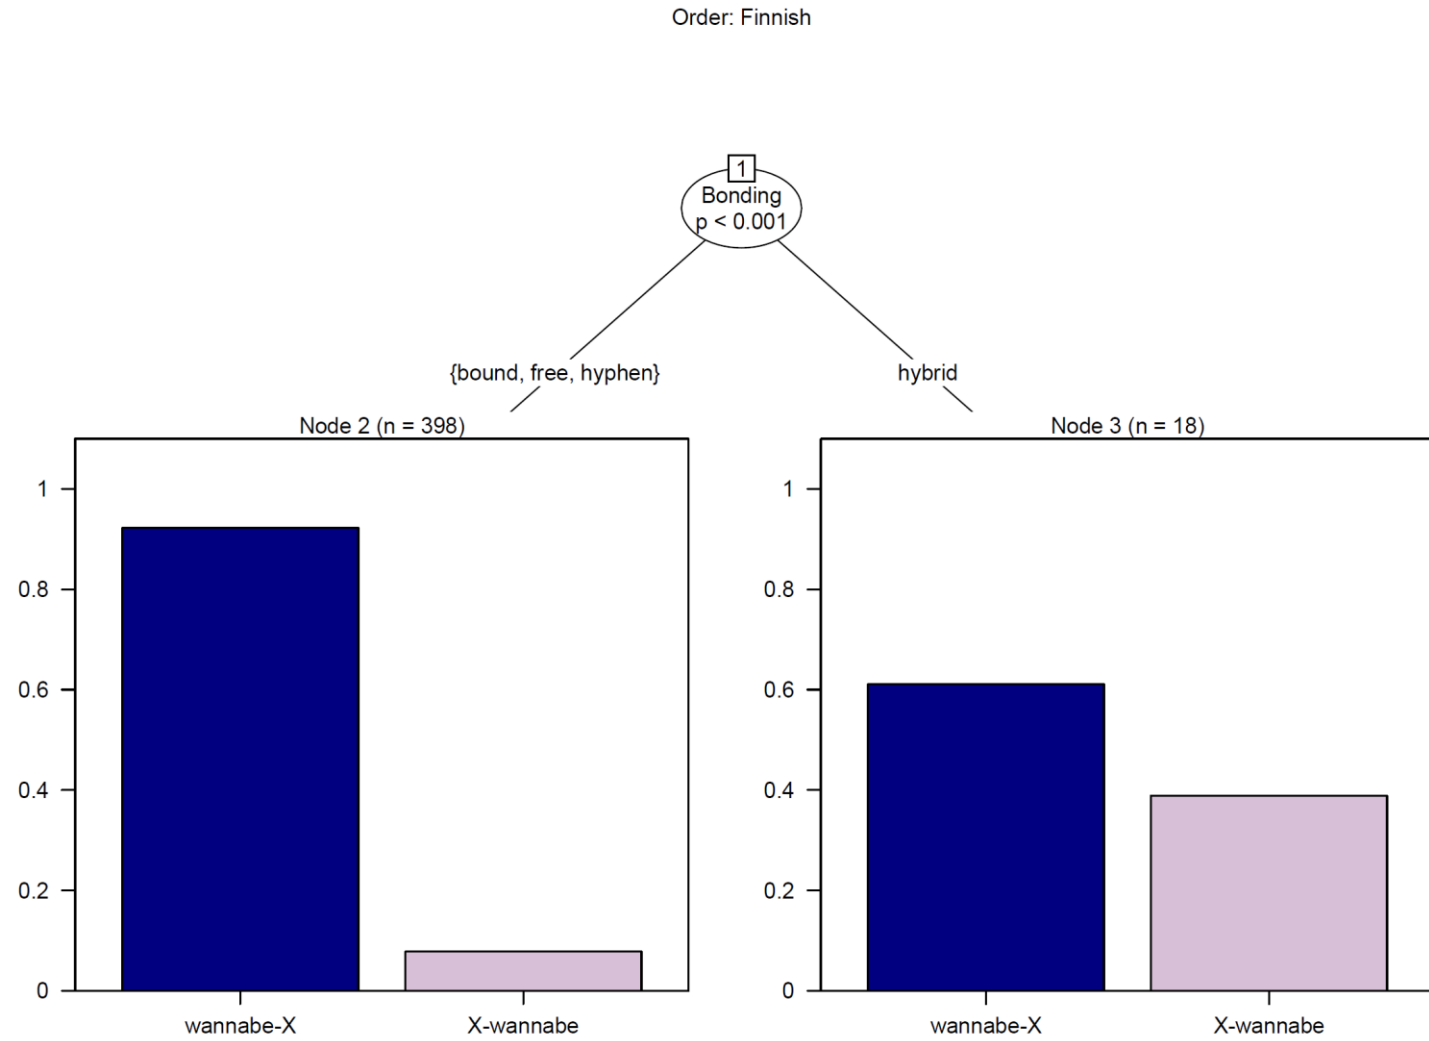 Order: Finnish
1
Bonding
p < 0.001
{bound, free, hyphen}
hybrid
Node 2 (n = 398)
1
0.8
0.6
0.4
0.2
0
wannabe-X
X-wannabe
Node 3 (n = 18)
1
0.8
0.6
0.4
0.2
0
wannabe-X
X-wannabe